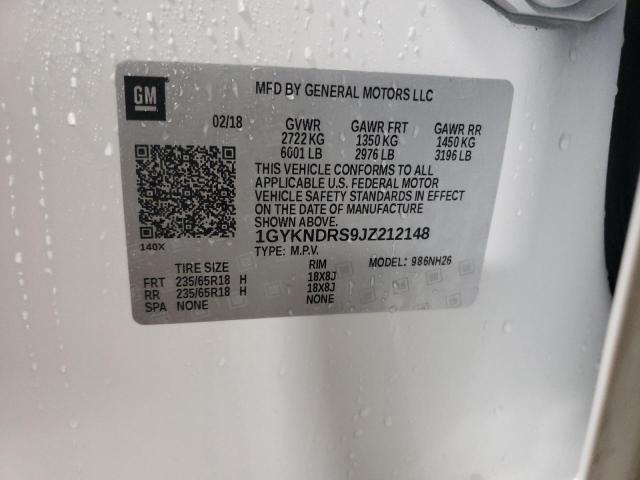 GM
MFD BY GENERAL MOTORS LLC
02/18 GVWR GAWR FRT GAWR RR
2722 KG 1350 KG 1450 KG
6001 LB 2976 LB 3196 LB
THIS VEHICLE CONFORMS TO ALL
APPLICABLE U.S. FEDERAL MOTOR
VEHICLE SAFETY STANDARDS IN EFFECT
ON THE DATE OF MANUFACTURE
SHOWN ABOVE.
140X 1GYKNDRS9JZ212148
TYPE: M.P.V. MODEL: 986NH26
TIRE SIZE RIM
FRT 235/65R18 H 18X8J
RR 235/65R18 H 18X8J
SPA NONE NONE